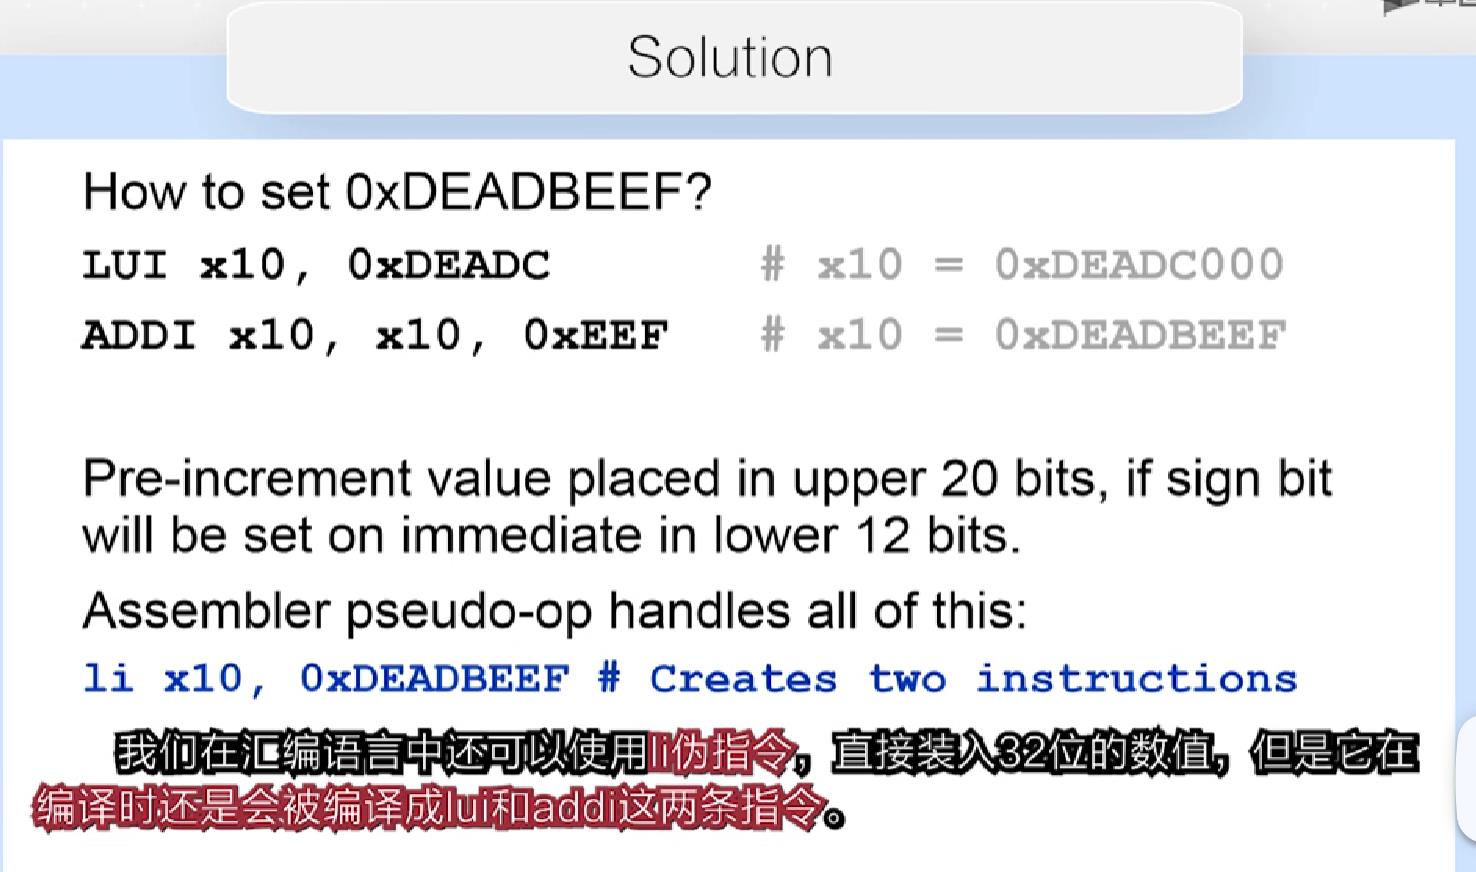 Solution
How to set 0xDEADBEEF?
LUI x10, 0xDEADC # x10 = 0xDEADC000
ADDI x10, x10, 0xEEF # x10 = 0xDEADBEEF
Pre-increment value placed in upper 20 bits, if sign bit
will be set on immediate in lower 12 bits.
Assembler pseudo-op handles all of this:
li x10, 0xDEADBEEF # Creates two instructions
我们在汇编语言中还可以使用li伪指令，直接装入32位的数值，但是它在
编译时还是会被编译成lui和addi这两条指令。